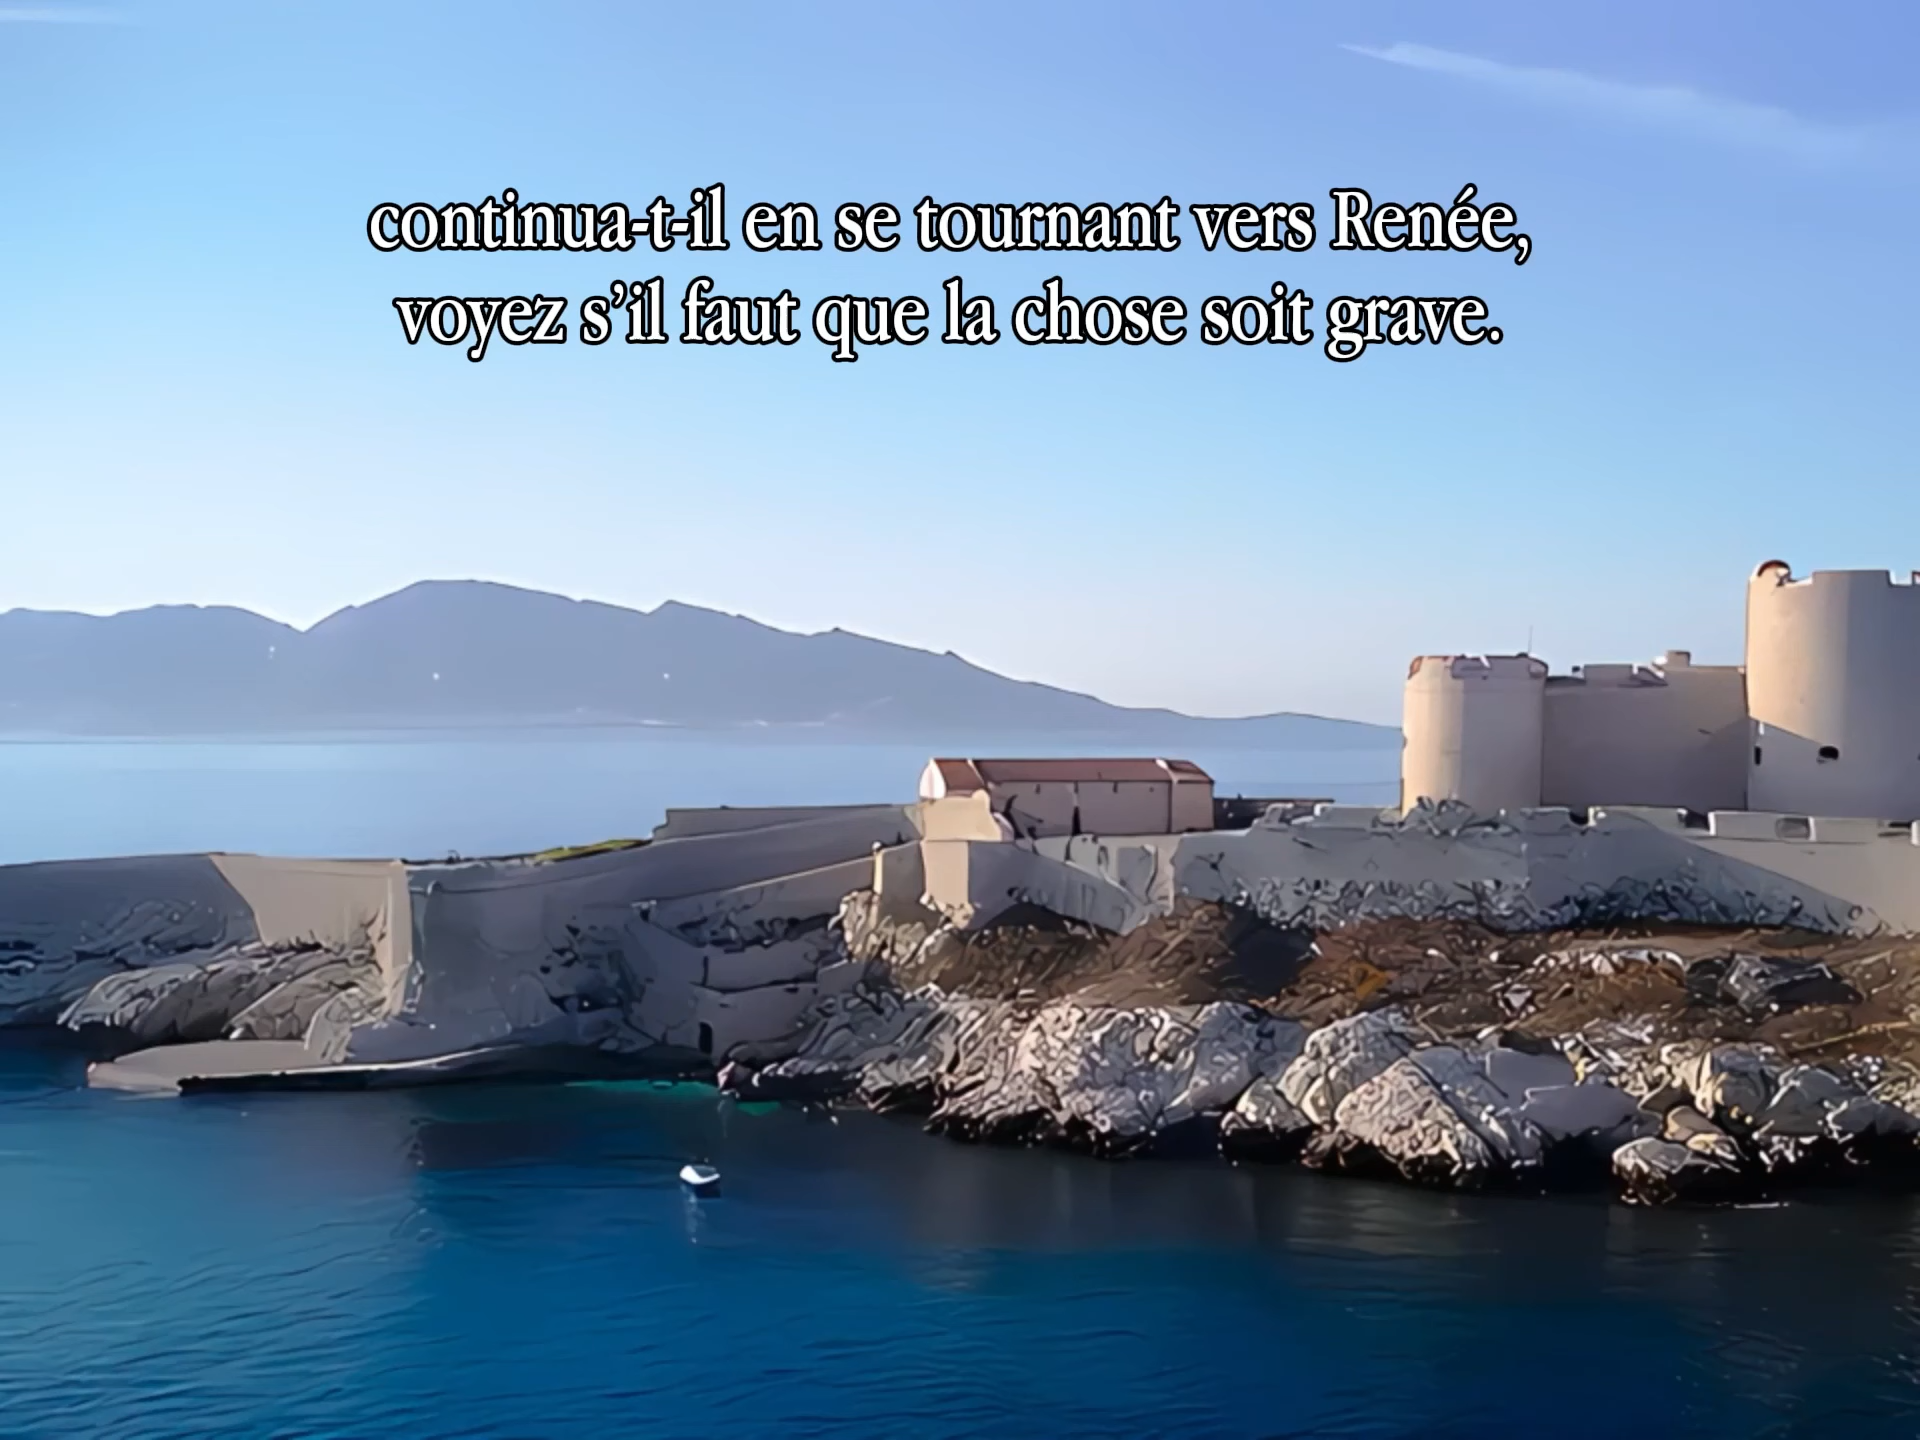 continua-t-il en se tournant vers Renée,
voyez s’il faut que la chose soit grave.